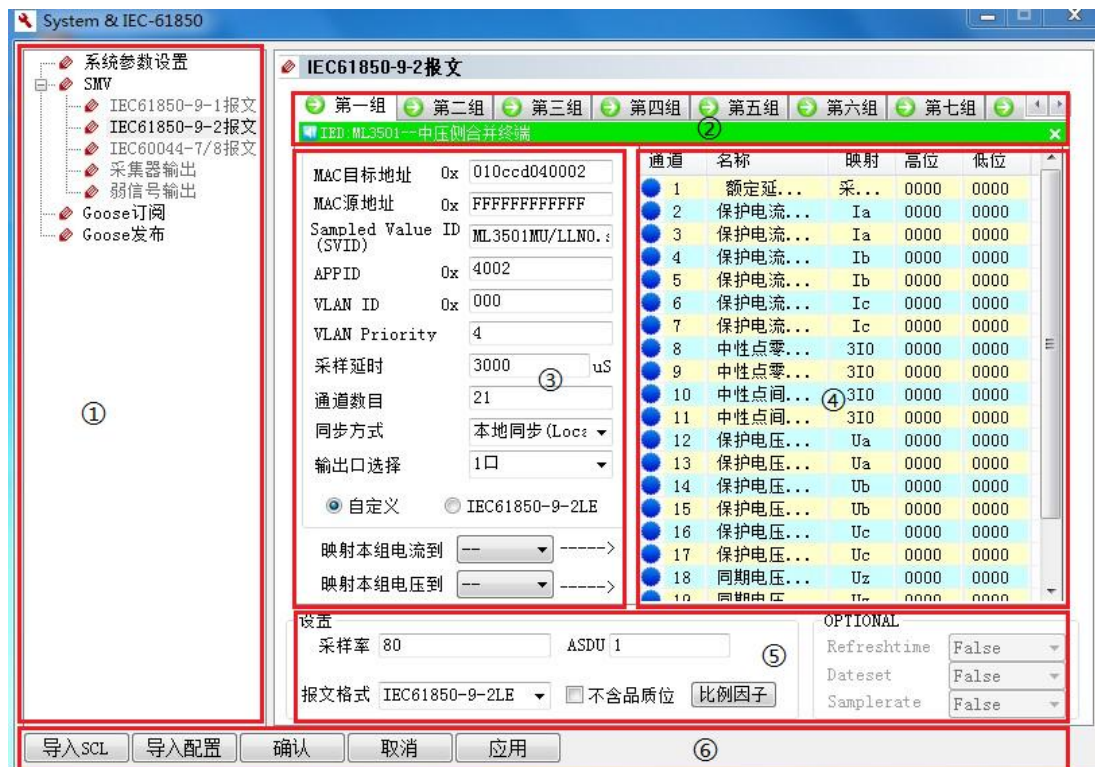 System & IEC-61850
系统参数设置
SMV
IEC61850-9-1报文
IEC61850-9-2报文
IEC60044-7/8报文
采集器输出
弱信号输出
Goose订阅
Goose发布
①
IEC61850-9-2报文
第一组 第二组 第三组 第四组 第五组 第六组 第七组
②
IED:ML3501--中压侧合并终端
MAC目标地址 0x 010ccd040002
MAC源地址 0x FFFFFFFFFFFF
Sampled Value ID
(SVID) ML3501MU/LLN0.
APPID 0x 4002
VLAN ID 0x 000
VLAN Priority 4
采样延时 3000 uS
③
通道数目 21
同步方式 本地同步(Loca
输出口选择 1口
自定义 IEC61850-9-2LE
映射本组电流到 -- ----->
映射本组电压到 -- ----->
通道 名称 映射 高位 低位
1 额定延... 采... 0000 0000
2 保护电流... Ia 0000 0000
3 保护电流... Ia 0000 0000
4 保护电流... Ib 0000 0000
5 保护电流... Ib 0000 0000
6 保护电流... Ic 0000 0000
7 保护电流... Ic 0000 0000
8 中性点零... 3I0 0000 0000
9 中性点零... 3I0 0000 0000
10 中性点间... ④ 3I0 0000 0000
11 中性点间... 3I0 0000 0000
12 保护电压... Ua 0000 0000
13 保护电压... Ua 0000 0000
14 保护电压... Ub 0000 0000
15 保护电压... Ub 0000 0000
16 保护电压... Uc 0000 0000
17 保护电压... Uc 0000 0000
18 同期电压... Uz 0000 0000
19 同期电压 Uz 0000 0000
设置
采样率 80 ASDU 1
⑤
报文格式 IEC61850-9-2LE 不含品质位 比例因子
OPTIONAL
Refreshtime False
Dateset False
Samplerate False
导入SCL 导入配置 确认 取消 应用 ⑥